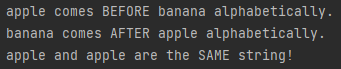 apple comes BEFORE banana alphabetically.
banana comes AFTER apple alphabetically.
apple and apple are the SAME string!